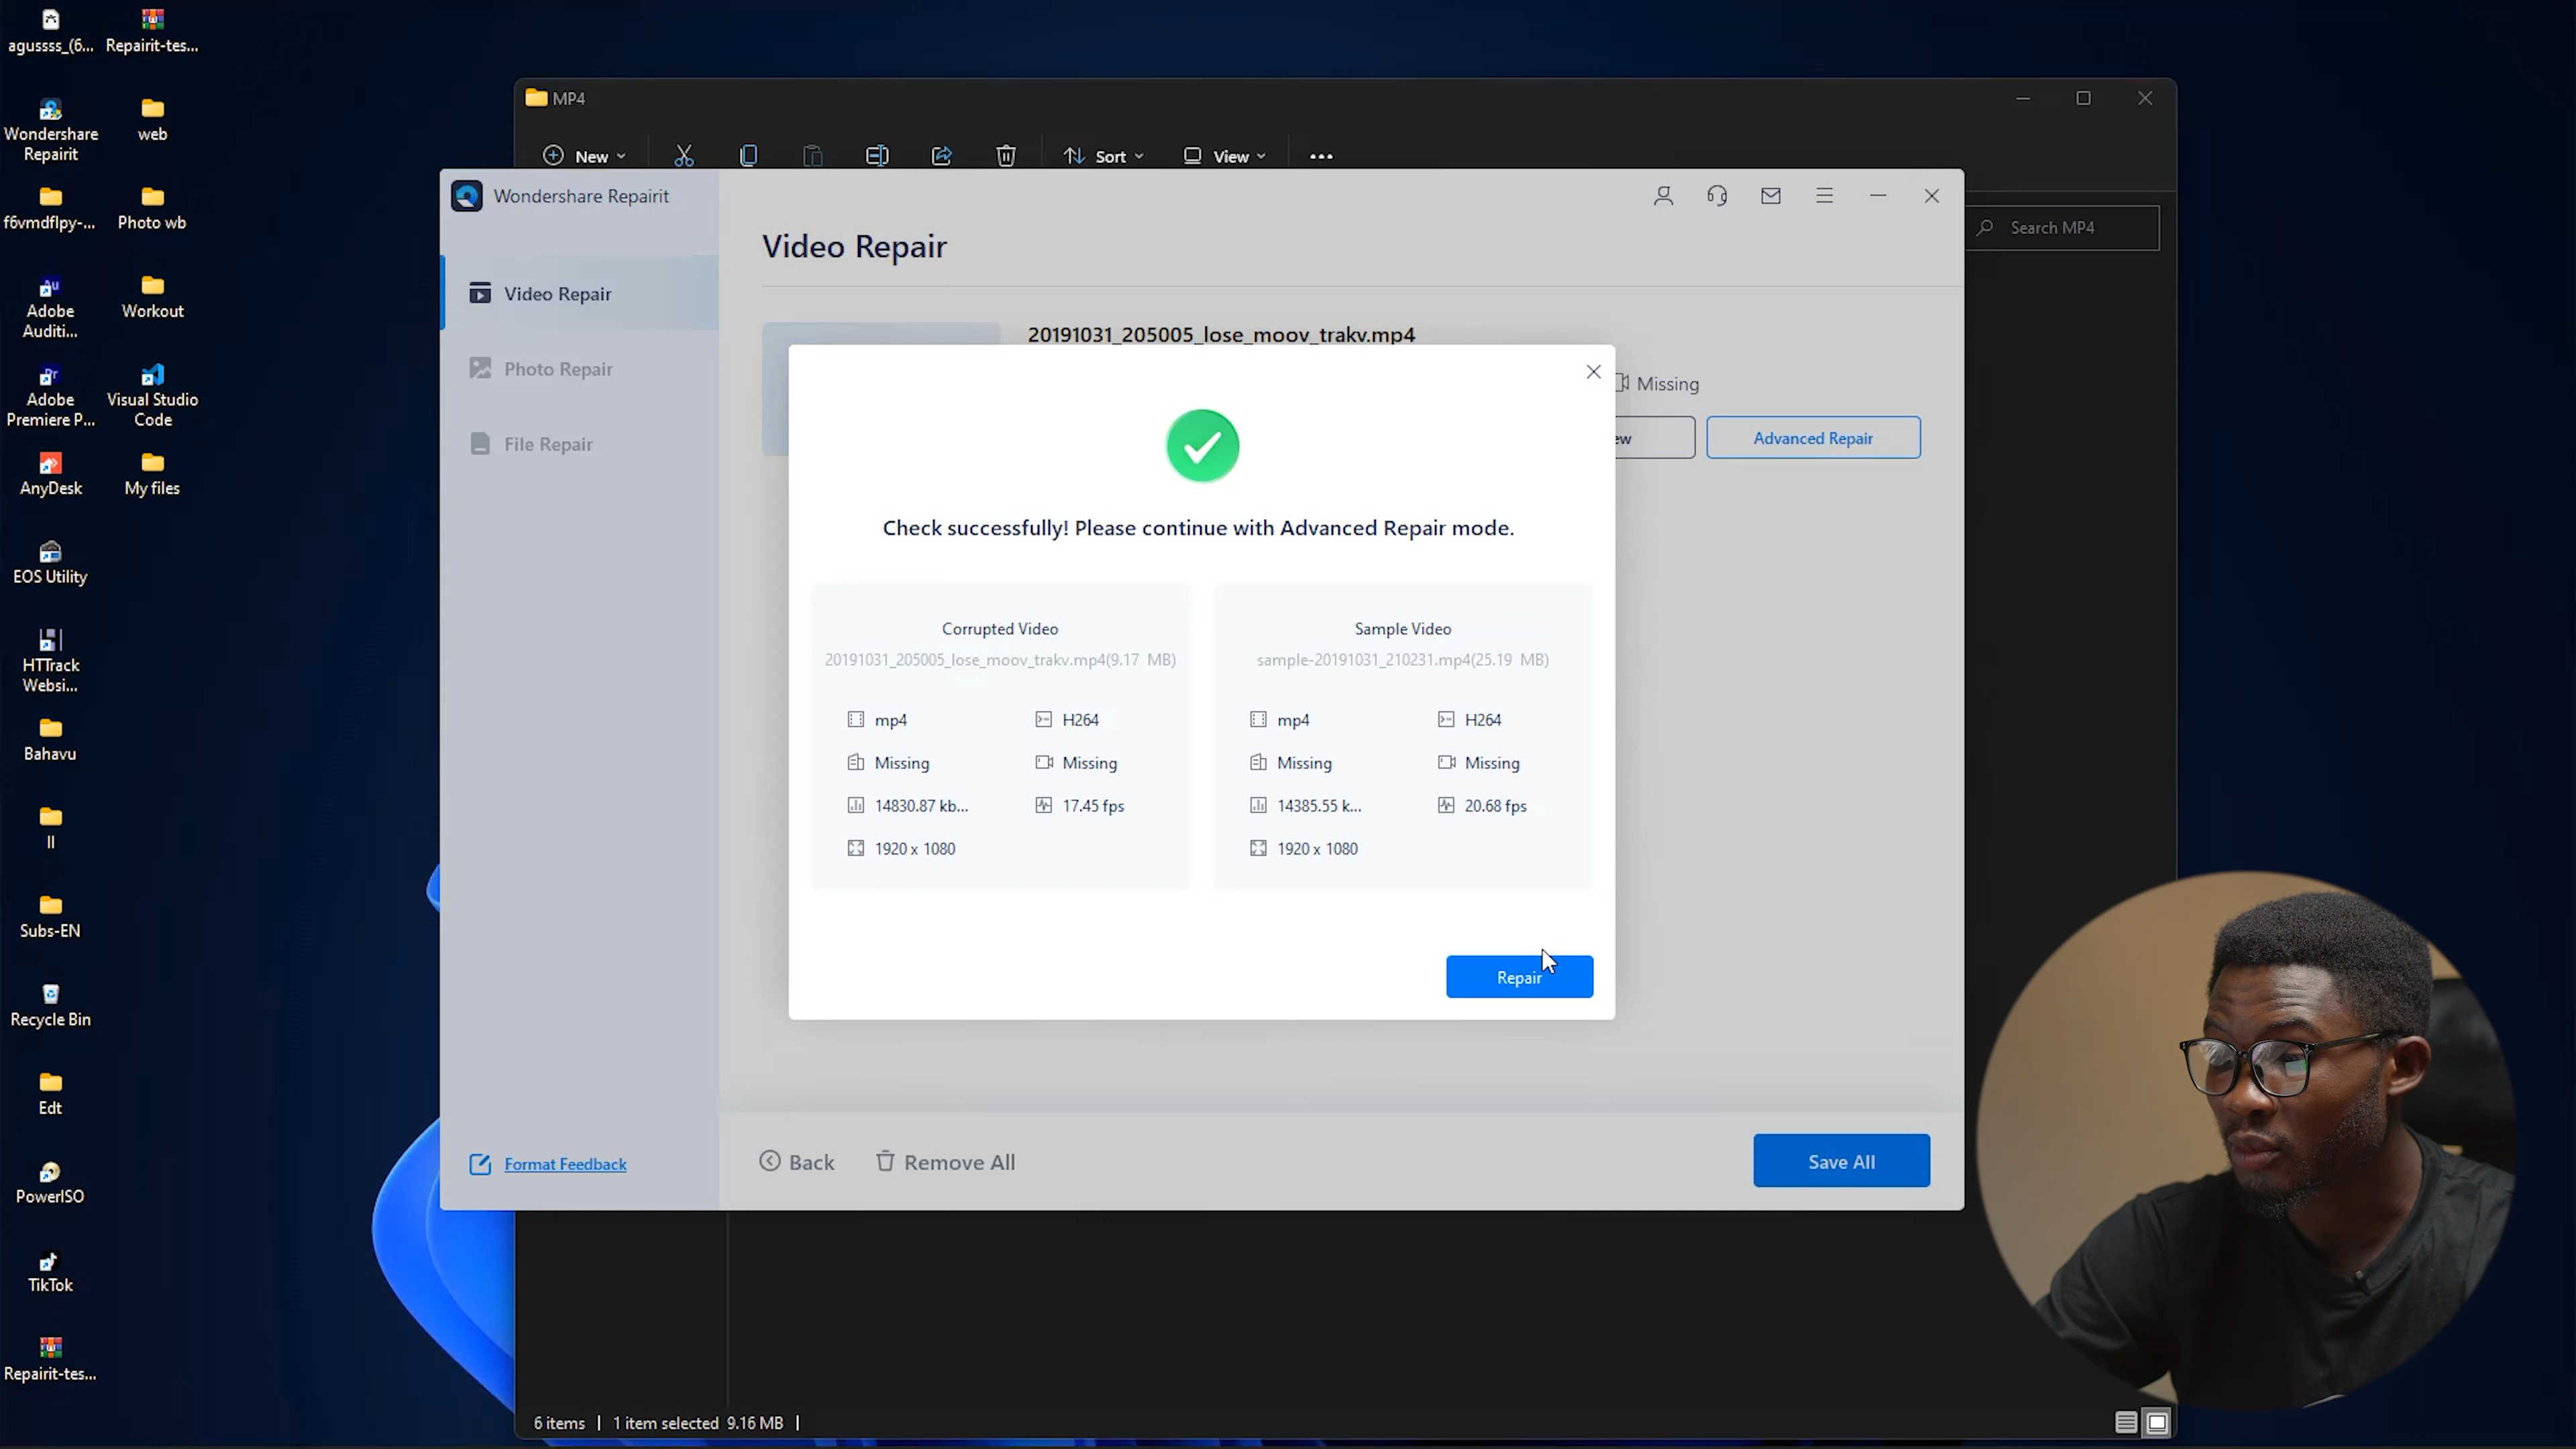 agussss_(6...
Repairit-tes...
Wondershare
Repairit
web
f6vmdflpy-...
Photo wb
Au
Adobe
Auditi...
Workout
Pr
Adobe
Premiere P...
Visual Studio
Code
AnyDesk
My files
EOS Utility
HTTrack
Websi...
Bahavu
II
Subs-EN
Recycle Bin
Edt
PowerISO
TikTok
Repairit-tes...
MP4
New
Sort
View
Search MP4
Wondershare Repairit
Video Repair
Photo Repair
File Repair
Format Feedback
Video Repair
20191031_205005_lose_moov_trakv.mp4
Missing
ew
Advanced Repair
Check successfully! Please continue with Advanced Repair mode.
Corrupted Video
20191031_205005_lose_moov_trakv.mp4(9.17 MB)
mp4
H264
Missing
Missing
14830.87 kb...
17.45 fps
1920 x 1080
Sample Video
sample-20191031_210231.mp4(25.19 MB)
mp4
H264
Missing
Missing
14385.55 k...
20.68 fps
1920 x 1080
Repair
Back
Remove All
Save All
6 items | 1 item selected 9.16 MB |